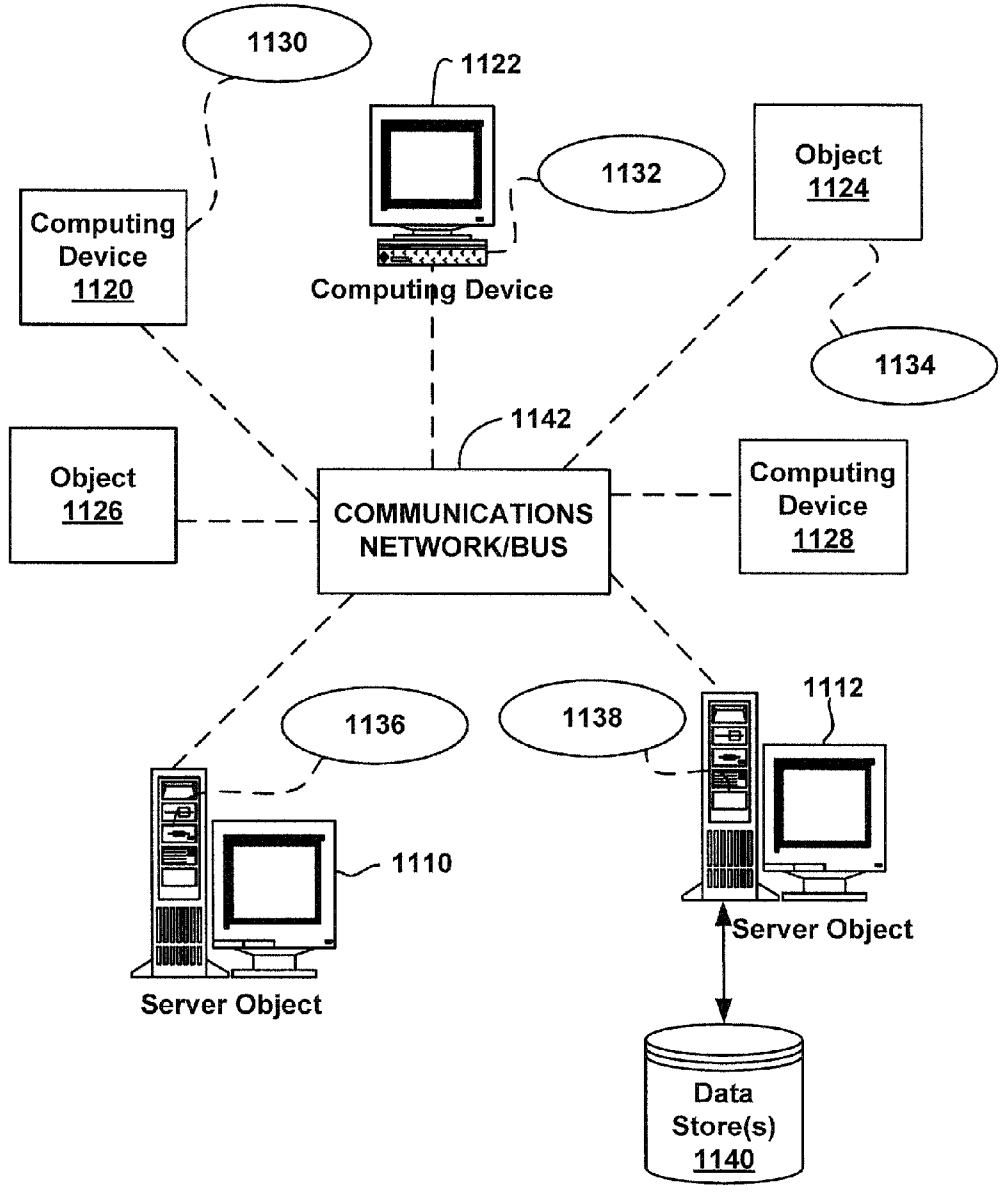 1130
1122
1132
Object
1124
Computing
Device
1120
Computing Device
1134
1142
Object
1126
COMMUNICATIONS
NETWORK/BUS
Computing
Device
1128
1136
1138
1112
1110
Server Object
Server Object
Data
Store(s)
1140